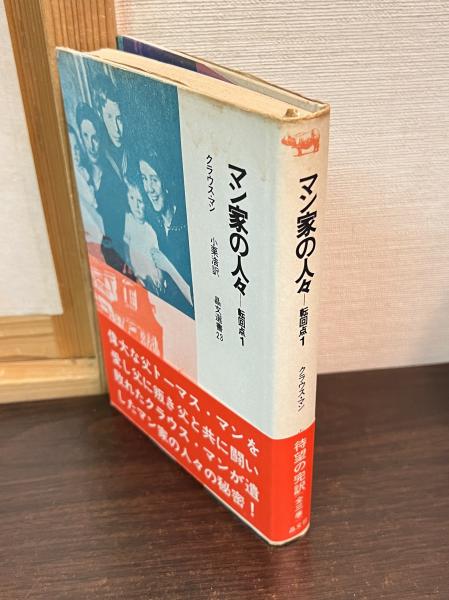 マン家の人々―転回点1
クラウス・マン
小栗浩訳
晶文選書28
偉大な父トーマス・マンを
愛し父に叛き父と共に闘い
敗れたクラウス・マンが遺
したマン家の人々の秘密!
マン家の人々―転回点1
クラウス・マン
待望の完訳 全三巻
晶文社